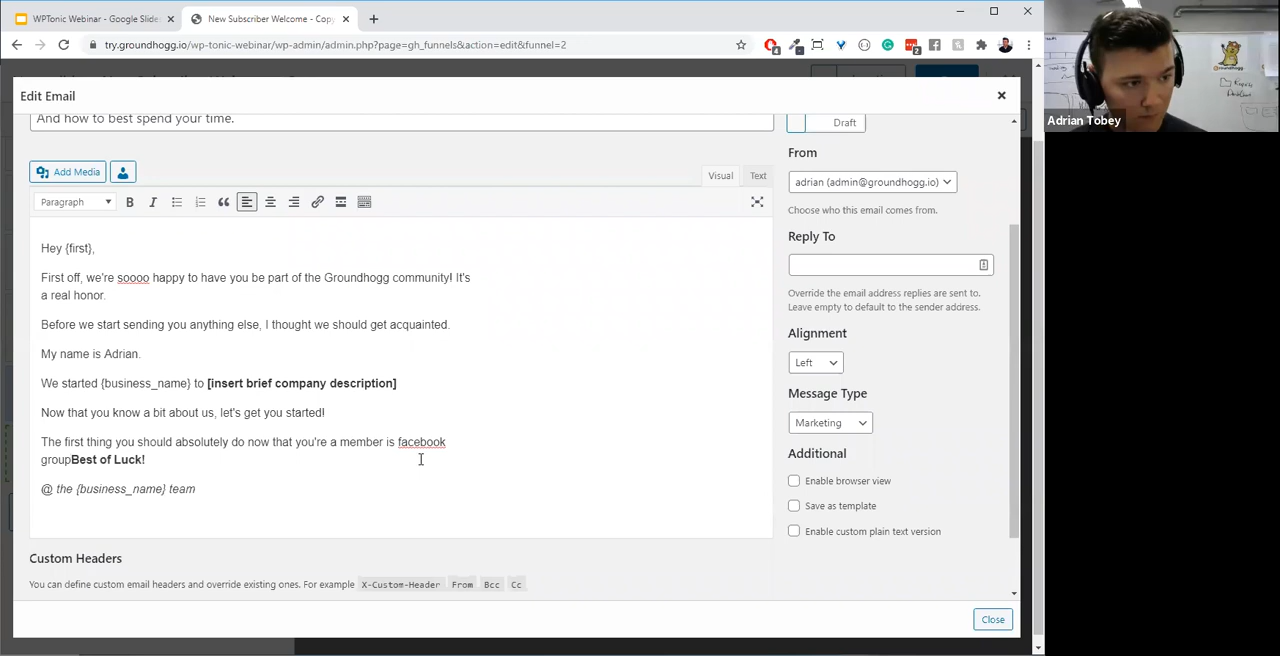 WPTonic Webinar - Google Slide
New Subscriber Welcome - Copy
try.groundhogg.io/wp-tonic-webinar/wp-admin/admin.php?page=gh_funnels&action=edit&funnel=2
Edit Email
And how to best spend your time.
Draft
Add Media
Visual
Text
Paragraph
B
I
Hey {first},
First off, we're soooo happy to have you be part of the Groundhogg community! It's
a real honor.
Before we start sending you anything else, I thought we should get acquainted.
My name is Adrian.
We started {business_name} to [insert brief company description]
Now that you know a bit about us, let's get you started!
The first thing you should absolutely do now that you're a member is facebook
groupBest of Luck!
@ the {business_name} team
Custom Headers
You can define custom email headers and override existing ones. For example X-Custom-Header From Bcc Cc
From
adrian (admin@groundhogg.io)
Choose who this email comes from.
Reply To
Override the email address replies are sent to.
Leave empty to default to the sender address.
Alignment
Left
Message Type
Marketing
Additional
Enable browser view
Save as template
Enable custom plain text version
Close
Adrian Tobey